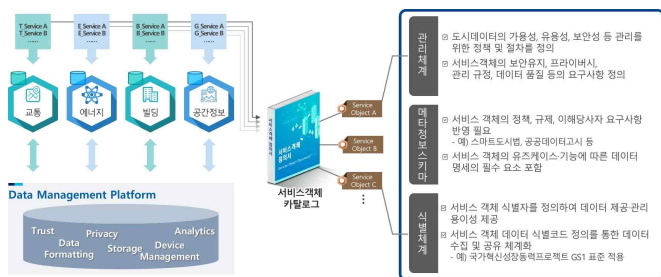 T_Service A
T_Service B
......
E_Service A
E_Service B
......
B_Service A
B_Service B
......
G_Service A
G_Service B
......
교통
에너지
빌딩
공간정보
Data Management Platform
Trust
Privacy
Analytics
Data
Formatting
Storage
Device
Management
서비스객체
정의서
서비스객체
카탈로그
Service
Object A
Service
Object B
Service
Object C
관리체계
도시데이터의 가용성, 유용성, 보안성 등 관리를
위한 정책 및 절차를 정의
서비스객체의 보안유지, 프라이버시,
관리 규정, 데이터 품질 등의 요구사항 정의
메타정보스키마
서비스 객체의 정책, 규제, 이해당사자 요구사항
반영 필요
- 예) 스마트도시법, 공공데이터고시 등
서비스 객체의 유즈케이스·기능에 따른 데이터
명세의 필수 요소 포함
식별체계
서비스 객체 식별자를 정의하여 데이터 제공·관리
용이성 제공
서비스 객체 데이터 식별코드 정의를 통한 데이터
수집 및 공유 체계화
- 예) 국가혁신성장동력프로젝트 GS1 표준 적용